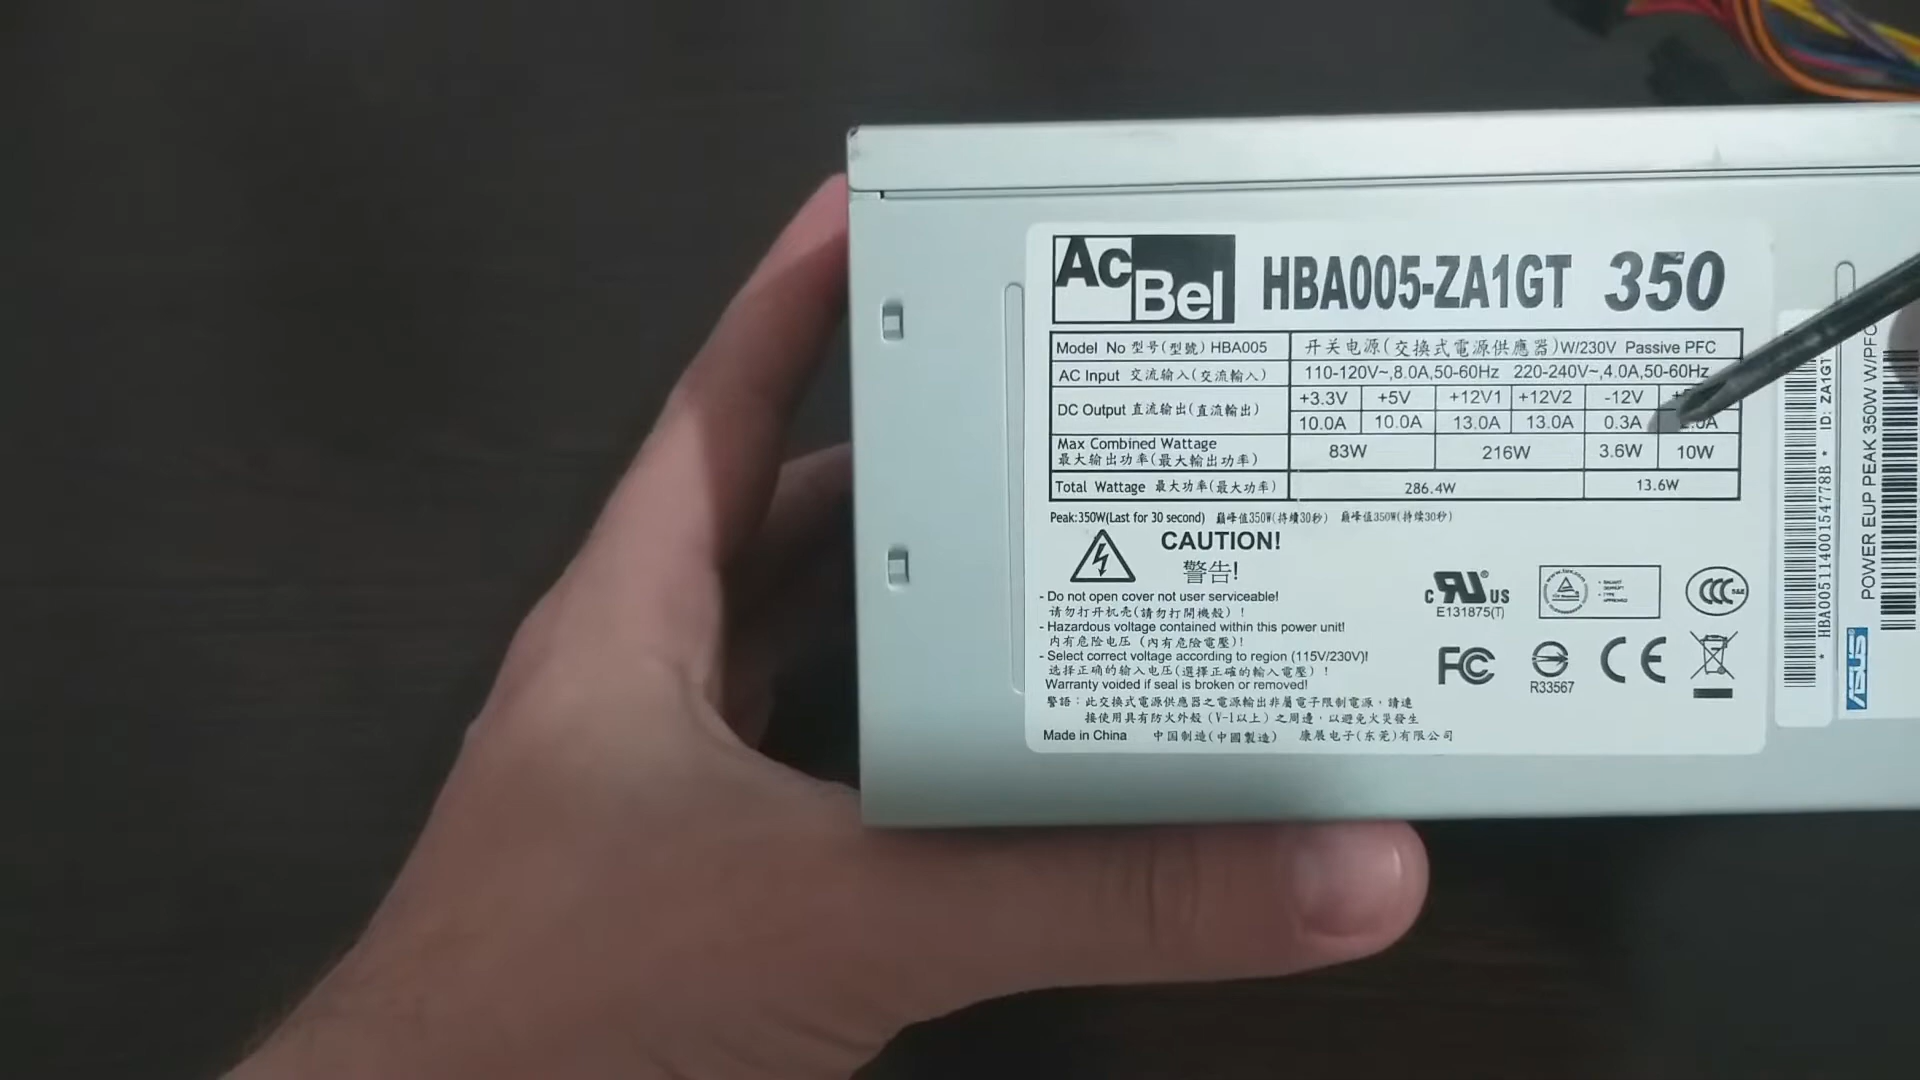 AcBel HBA005-ZA1GT 350
Model No 型号(型號) HBA005 开关电源(交換式電源供應器)W/230V Passive PFC
AC Input 交流输入(交流輸入) 110-120V~,8.0A,50-60Hz 220-240V~,4.0A,50-60Hz
DC Output 直流输出(直流輸出) +3.3V +5V +12V1 +12V2 -12V
10.0A 10.0A 13.0A 13.0A 0.3A
Max Combined Wattage
最大输出功率(最大輸出功率) 83W 216W 3.6W 10W
Total Wattage 最大功率(最大功率) 286.4W 13.6W
Peak:350W(Last for 30 second) 巔峰值350W(持續30秒) 巅峰值350W(持续30秒)
CAUTION!
警告!
- Do not open cover not user serviceable!
请勿打开机壳(請勿打開機殼)!
- Hazardous voltage contained within this power unit!
内有危险电压 (內有危險電壓)!
- Select correct voltage according to region (115V/230V)!
选择正确的输入电压(選擇正確的輸入電壓)!
Warranty voided if seal is broken or removed!
警語:此交換式電源供應器之電源輸出非屬電子限制電源,請連
接使用具有防火外殼 (V-1以上) 之周邊,以避免火災發生
Made in China 中国制造(中國製造) 康展电子(东莞)有限公司
c RU US
E131875(T)
CCC S&E
FC
R33567
CE
* HBA00511400154778B * ID: ZA1GT
POWER EUP PEAK 350W W/PFC
ASUS